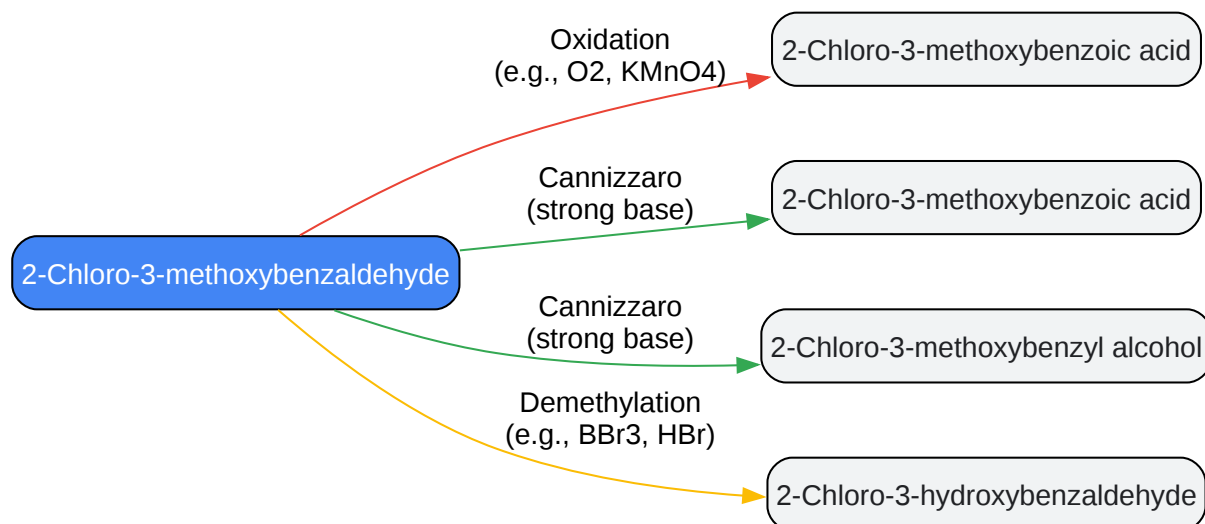 Oxidation
(e.g., O2, KMnO4)
2-Chloro-3-methoxybenzoic acid
Cannizzaro
(strong base)
2-Chloro-3-methoxybenzoic acid
2-Chloro-3-methoxybenzaldehyde
Cannizzaro
(strong base)
2-Chloro-3-methoxybenzyl alcohol
Demethylation
(e.g., BBr3, HBr)
2-Chloro-3-hydroxybenzaldehyde